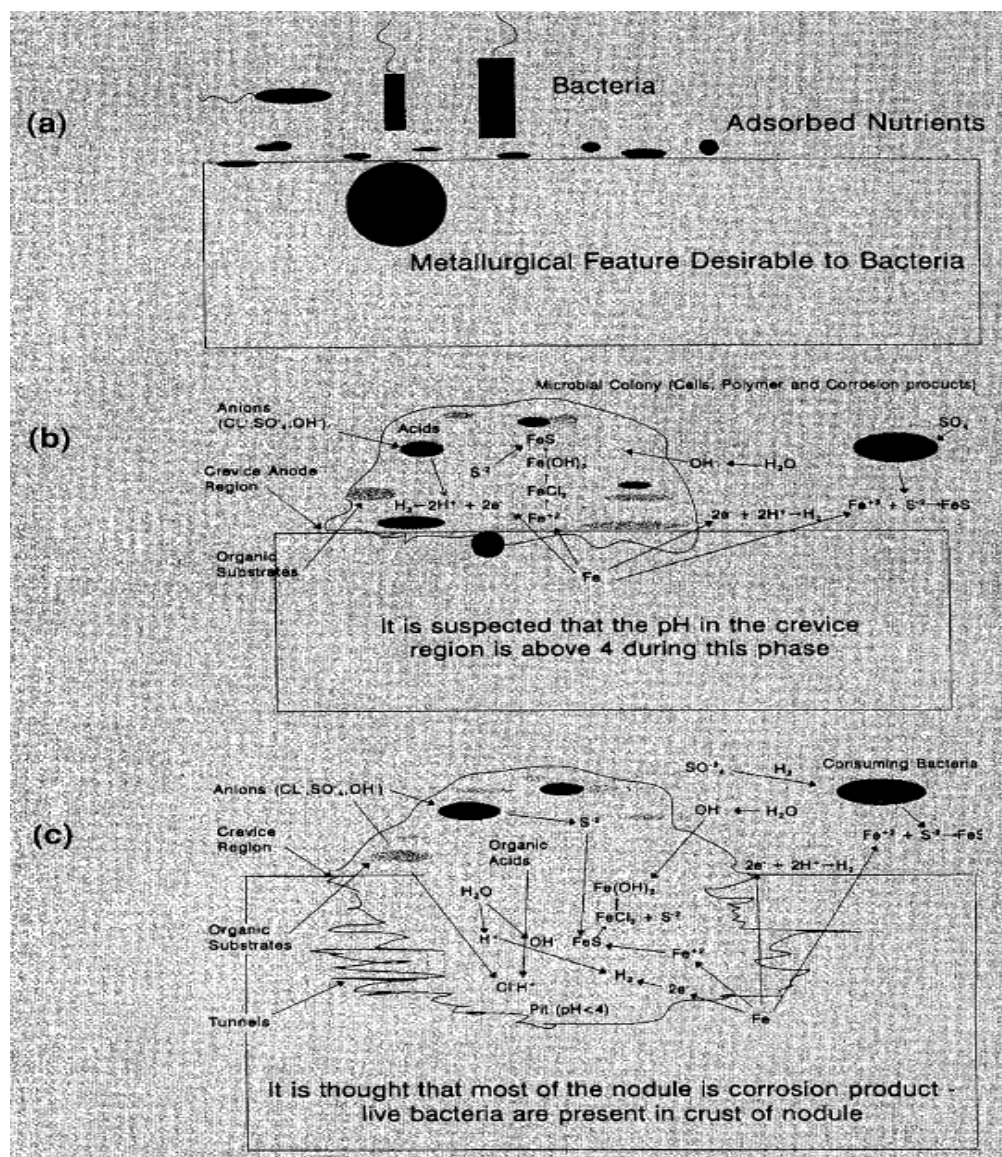 (a)
Bacteria
Adsorbed Nutrients
Metallurgical Feature Desirable to Bacteria
(b)
Microbial Colony (Cells, Polymer and Corrosion products)
Anions
(CL⁻,SO⁻₄,OH⁻)
Acids
SO₄
FeS
S⁻²
Fe(OH)₂
OH
H₂O
Crevice Anode
Region
FeCl₂
H₂←2H⁺ + 2e
Fe⁺²
2e⁻ + 2H⁺→H₂
Fe⁺² + S⁻²→FeS
Organic
Substrates
Fe
It is suspected that the pH in the crevice
region is above 4 during this phase
(c)
SO⁻²₄
H₂
Consuming Bacteria
Anions (CL⁻,SO⁻₄,OH⁻)
S⁻²
OH
H₂O
Fe⁺² + S⁻²→FeS
Crevice
Region
Organic
Acids
2e⁻ + 2H⁺→H₂
H₂O
Fe(OH)₂
FeCl₂ + S⁻²
Organic
Substrates
H⁺
OH
FeS
Fe⁺²
H₂
2e⁻
Cl⁻H⁺
Tunnels
Pit (pH<4)
Fe
It is thought that most of the nodule is corrosion product -
live bacteria are present in crust of nodule